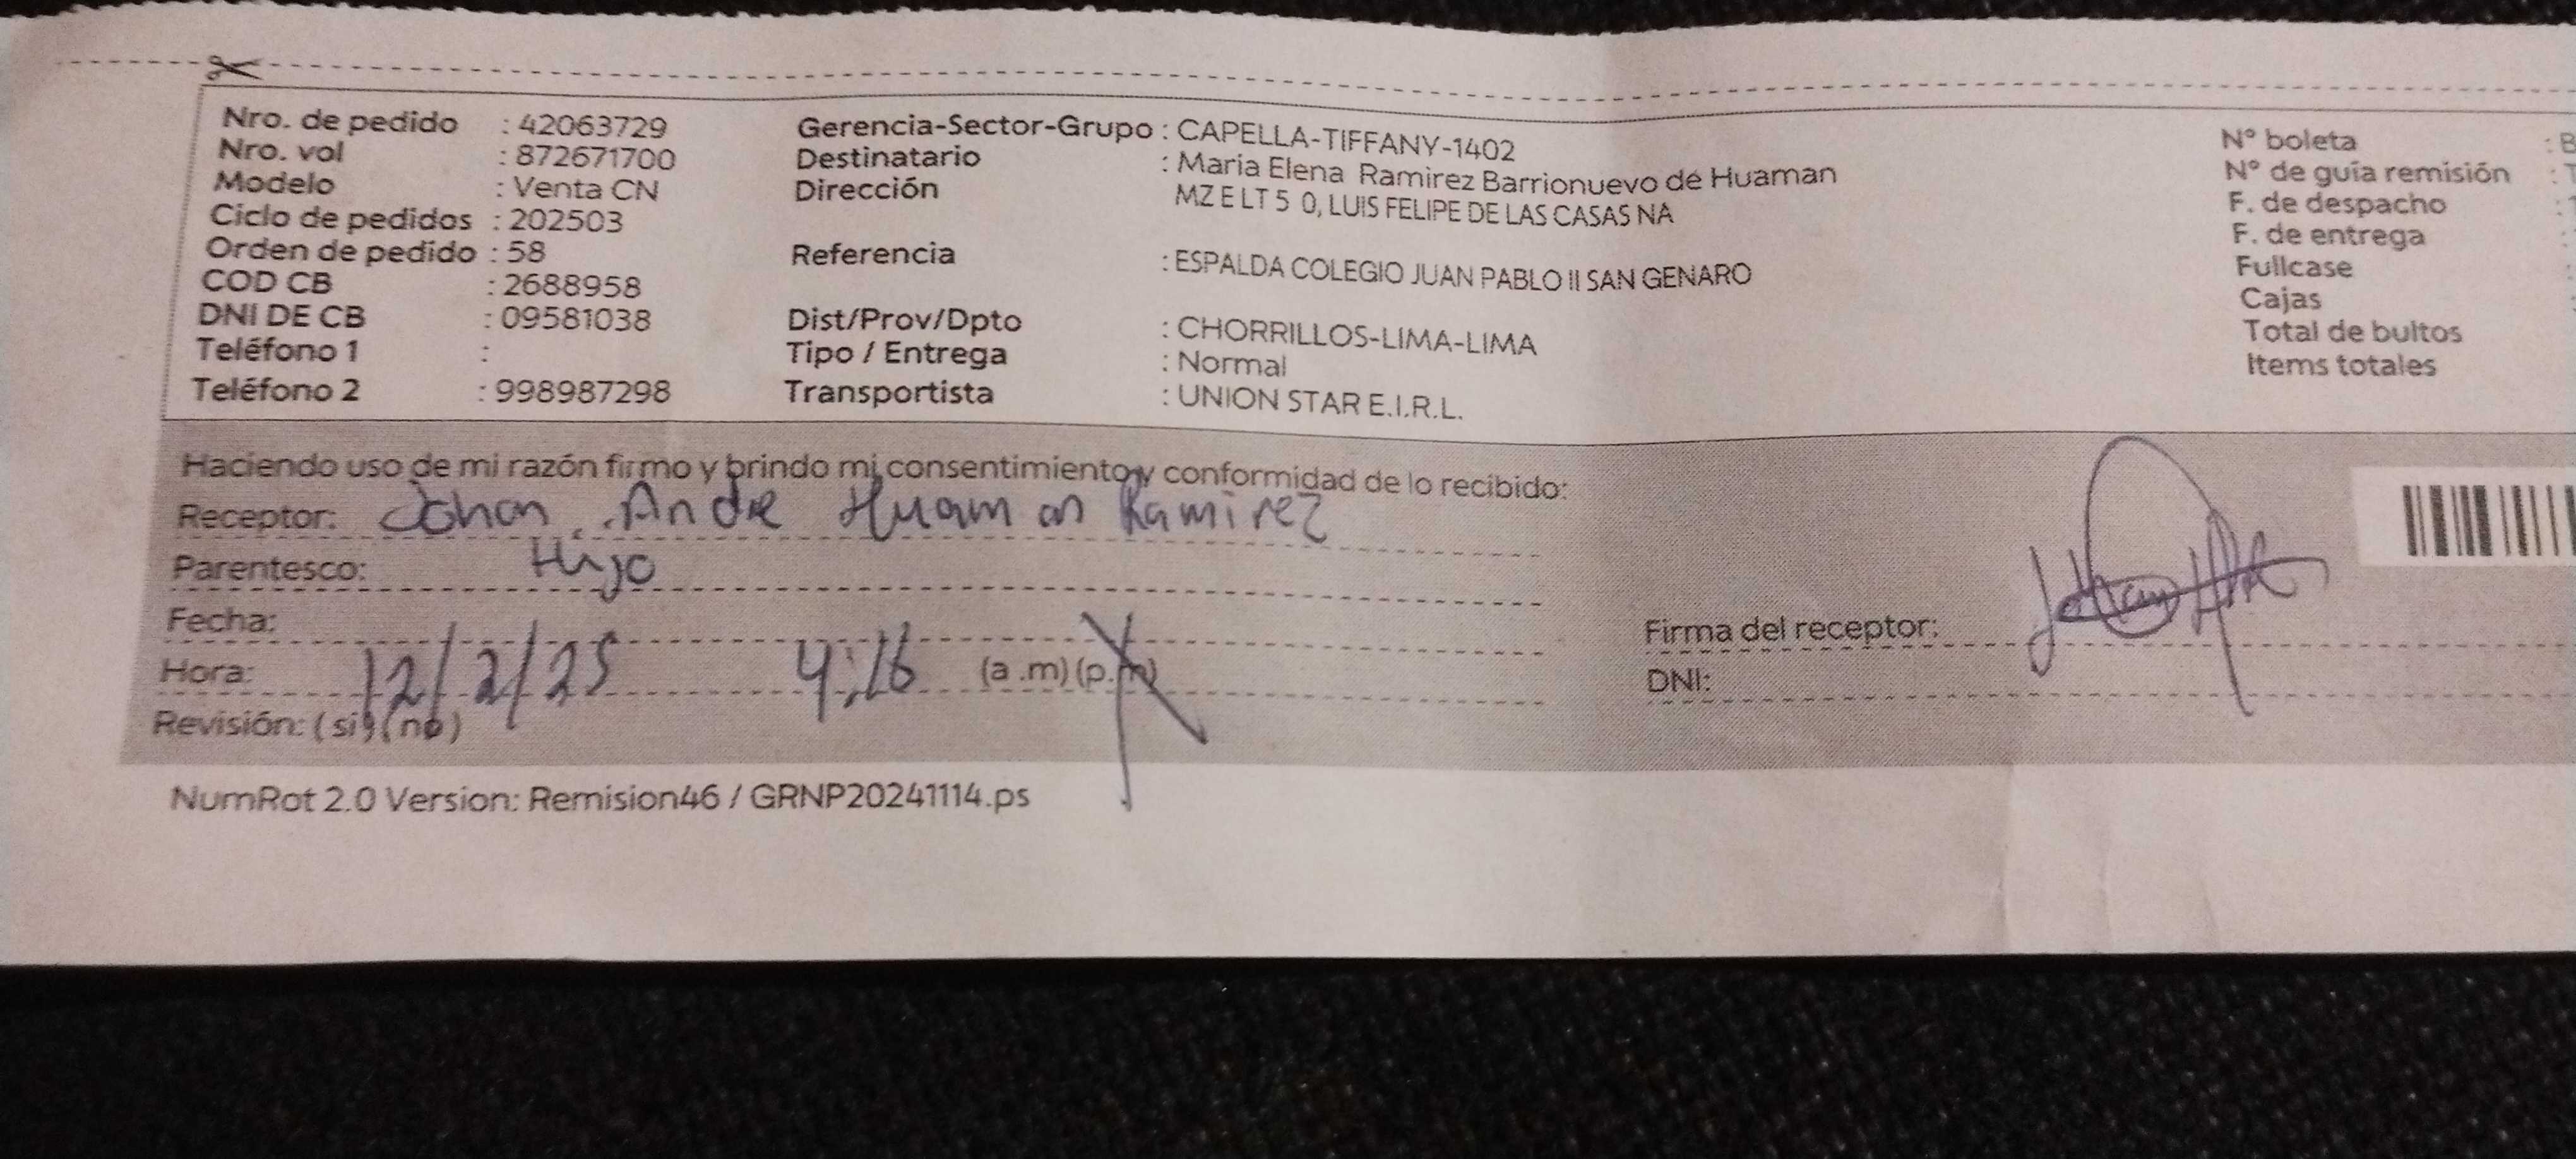 Nro. de pedido : 42063729
Nro. vol : 872671700
Modelo : Venta CN
Ciclo de pedidos : 202503
Orden de pedido : 58
COD CB : 2688958
DNI DE CB : 09581038
Teléfono 1 :
Teléfono 2 : 998987298
Gerencia-Sector-Grupo : CAPELLA-TIFFANY-1402
Destinatario : Maria Elena Ramirez Barrionuevo de Huaman
Dirección MZ E LT 5 0, LUIS FELIPE DE LAS CASAS NA
Referencia : ESPALDA COLEGIO JUAN PABLO II SAN GENARO
Dist/Prov/Dpto : CHORRILLOS-LIMA-LIMA
Tipo / Entrega : Normal
Transportista : UNION STAR E.I.R.L.
N° boleta : B
N° de guía remisión :
F. de despacho :
F. de entrega :
Fullcase :
Cajas
Total de bultos
Items totales
Haciendo uso de mi razón firmo y brindo mi consentimiento y conformidad de lo recibido:
Receptor: Johan Andre Huaman Ramirez
Parentesco: Hijo
Fecha:
Hora: 12/2/25 4:16 (a .m) (p.m)
Revisión: ( si ) ( no )
Firma del receptor:
DNI:
NumRot 2.0 Version: Remision46 / GRNP20241114.ps